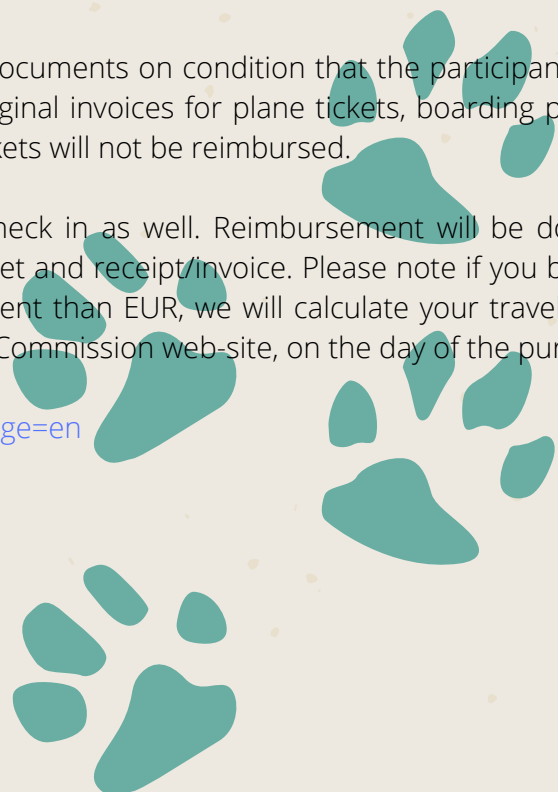 ocuments on condition that the participan
ginal invoices for plane tickets, boarding p
kets will not be reimbursed.
heck in as well. Reimbursement will be do
et and receipt/invoice. Please note if you b
ent than EUR, we will calculate your trave
Commission web-site, on the day of the pur
ge=en